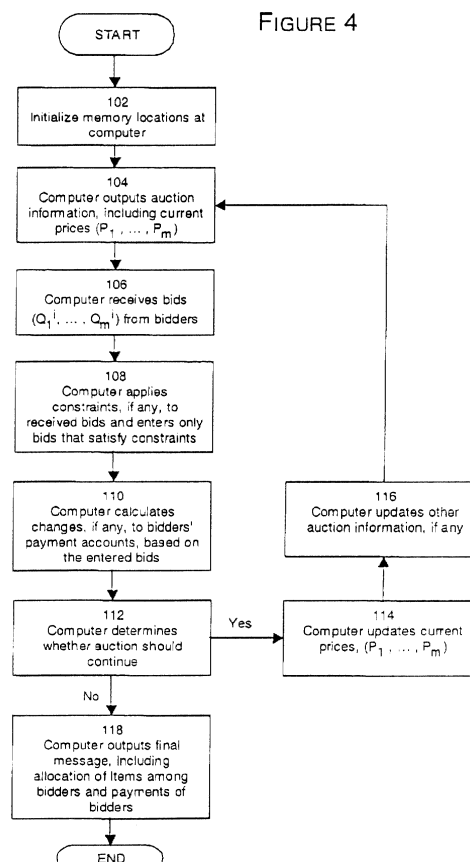 FIGURE 4
START
102
Initialize memory locations at
computer
104
Computer outputs auction
information, including current
prices (P₁ , ... , Pₘ)
106
Computer receives bids
(Q₁ⁱ, ... , Qₘⁱ) from bidders
108
Computer applies
constraints, if any, to
received bids and enters only
bids that satisfy constraints
110
Computer calculates
changes, if any, to bidders'
payment accounts, based on
the entered bids
112
Computer determines
whether auction should
continue
Yes
114
Computer updates current
prices, (P₁ , ... , Pₘ)
116
Computer updates other
auction information, if any
No
118
Computer outputs final
message, including
allocation of Items among
bidders and payments of
bidders
END